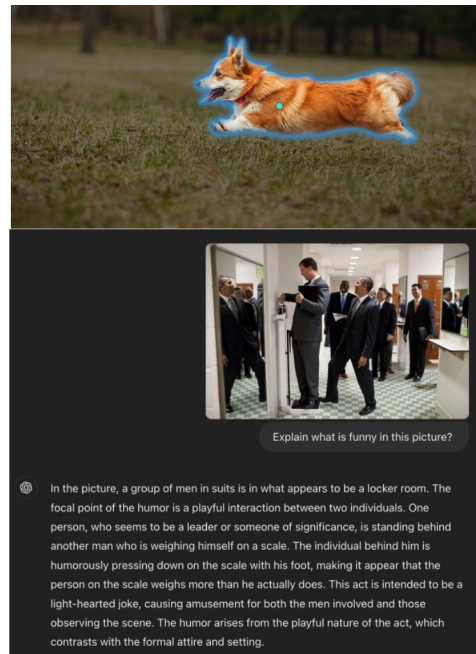 Explain what is funny in this picture?
In the picture, a group of men in suits is in what appears to be a locker room. The
focal point of the humor is a playful interaction between two individuals. One
person, who seems to be a leader or someone of significance, is standing behind
another man who is weighing himself on a scale. The individual behind him is
humorously pressing down on the scale with his foot, making it appear that the
person on the scale weighs more than he actually does. This act is intended to be a
light-hearted joke, causing amusement for both the men involved and those
observing the scene. The humor arises from the playful nature of the act, which
contrasts with the formal attire and setting.